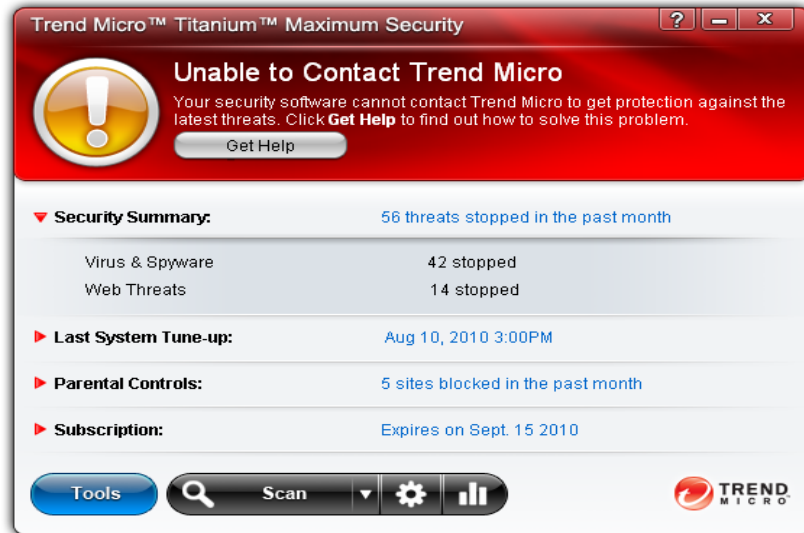 Trend Micro™ Titanium™ Maximum Security
?
Unable to Contact Trend Micro
Your security software cannot contact Trend Micro to get protection against the
latest threats. Click Get Help to find out how to solve this problem.
Get Help
Security Summary: 56 threats stopped in the past month
Virus & Spyware 42 stopped
Web Threats 14 stopped
Last System Tune-up: Aug 10, 2010 3:00PM
Parental Controls: 5 sites blocked in the past month
Subscription: Expires on Sept. 15 2010
Tools Scan
TREND
MICRO™